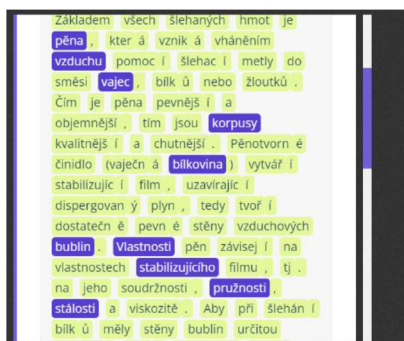 Základem všech šlehaných hmot je
pěna , kter á vznik á vháněním
vzduchu pomoc í šlehac í metly do
směsi vajec , bílk ů nebo žloutků .
Čím je pěna pevnějš í a
objemnější , tím jsou korpusy
kvalitnějš í a chutnější . Pěnotvorn é
činidlo (vaječn á bílkovina ) vytvář í
stabilizujíc í film , uzavírajíc í
dispergovan ý plyn , tedy tvoř í
dostatečn ě pevn é stěny vzduchových
bublin . Vlastnosti pěn závisej í na
vlastnostech stabilizujícího filmu , tj .
na jeho soudržnosti , pružnosti ,
stálosti a viskozitě . Aby při šlehán í
bílk ů měly stěny bublin určitou